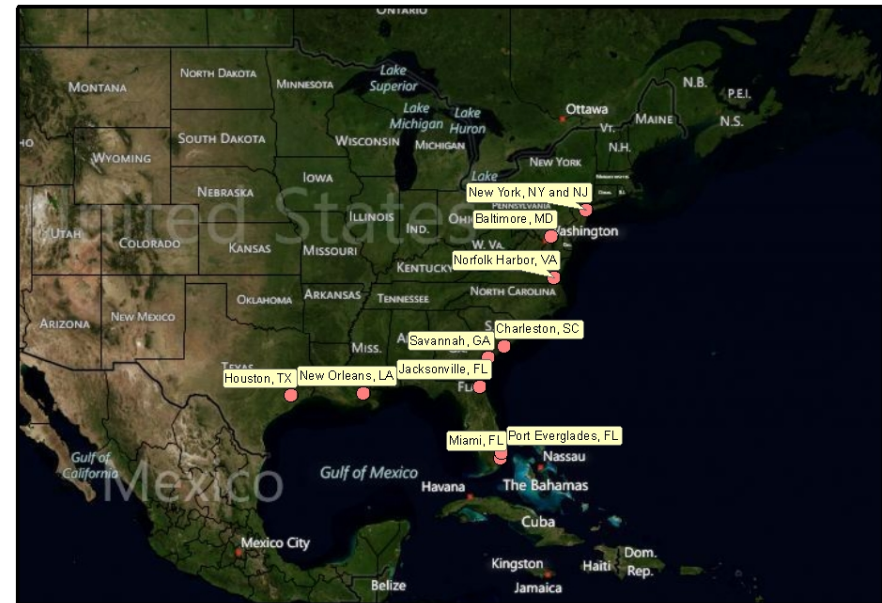 ONTARIO
NORTH DAKOTA
MINNESOTA
Lake
Superior
MONTANA
N.B.
P.E.I.
Lake
Michigan
Lake
Huron
Ottawa
MAINE
N.S.
SOUTH DAKOTA
WISCONSIN
MICHIGAN
VT.
N.H.
HO
WYOMING
NEW YORK
IOWA
Lake
NEBRASKA
New York, NY and NJ
PENNSYLVANIA
United States
ILLINOIS
IND.
OHI
Baltimore, MD
Washington
UTAH
COLORADO
KANSAS
MISSOURI
W. VA.
KENTUCKY
Norfolk Harbor, VA
OKLAHOMA
ARKANSAS
TENNESSEE
NORTH CAROLINA
ARIZONA
NEW MEXICO
MISS.
Charleston, SC
Savannah, GA
TEXAS
Houston, TX
New Orleans, LA
Jacksonville, FL
Miami, FL
Port Everglades, FL
Gulf of
California
Mexico
Gulf of Mexico
Nassau
Havana
The Bahamas
Cuba
Mexico City
Kingston
Jamaica
Haiti
Dom.
Rep.
Belize